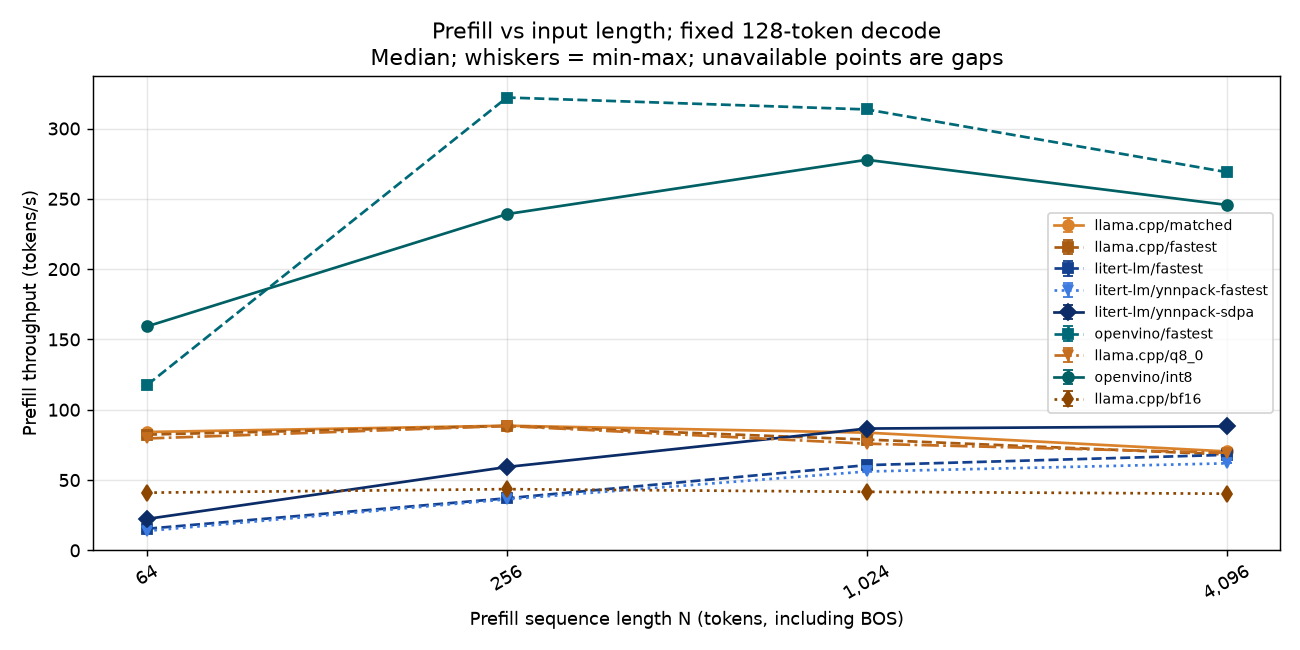 Prefill vs input length; fixed 128-token decode
Median; whiskers = min-max; unavailable points are gaps
Prefill throughput (tokens/s)
300
250
200
150
100
50
0
llama.cpp/matched
llama.cpp/fastest
litert-lm/fastest
litert-lm/ynnpack-fastest
litert-lm/ynnpack-sdpa
openvino/fastest
llama.cpp/q8_0
openvino/int8
llama.cpp/bf16
64
256
1,024
4,096
Prefill sequence length N (tokens, including BOS)